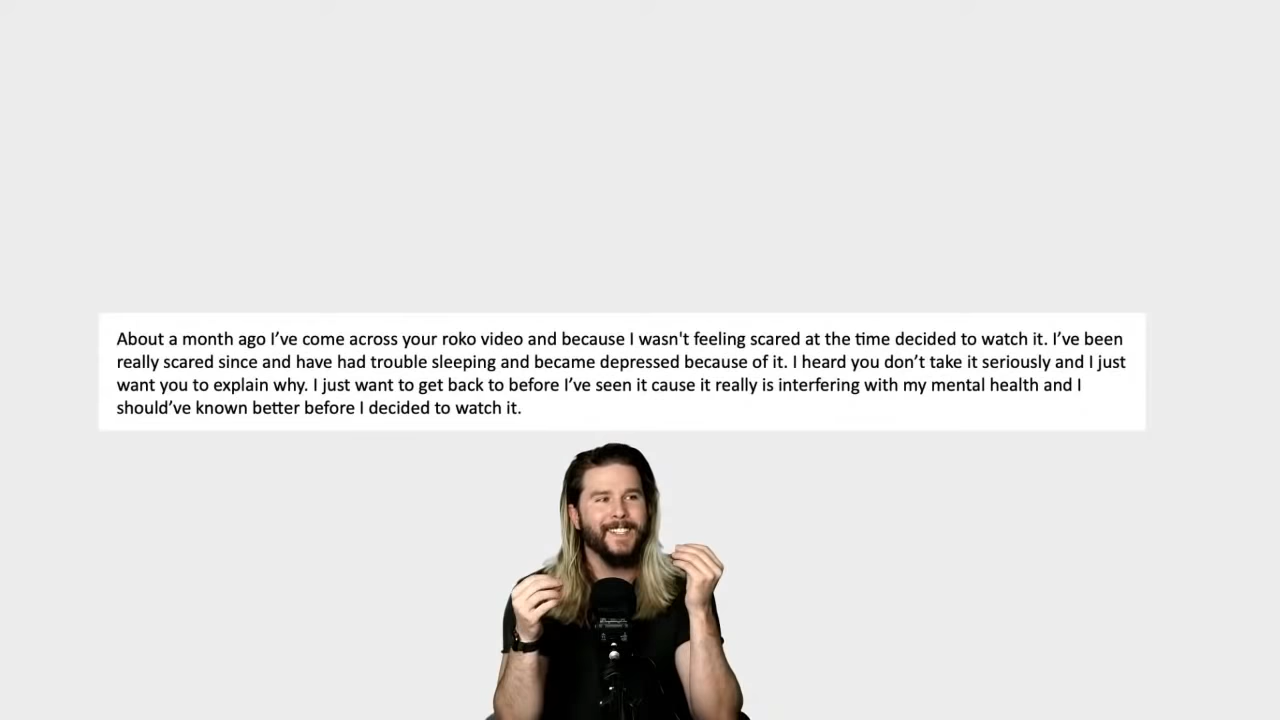 About a month ago I’ve come across your roko video and because I wasn't feeling scared at the time decided to watch it. I’ve been
really scared since and have had trouble sleeping and became depressed because of it. I heard you don’t take it seriously and I just
want you to explain why. I just want to get back to before I’ve seen it cause it really is interfering with my mental health and I
should’ve known better before I decided to watch it.